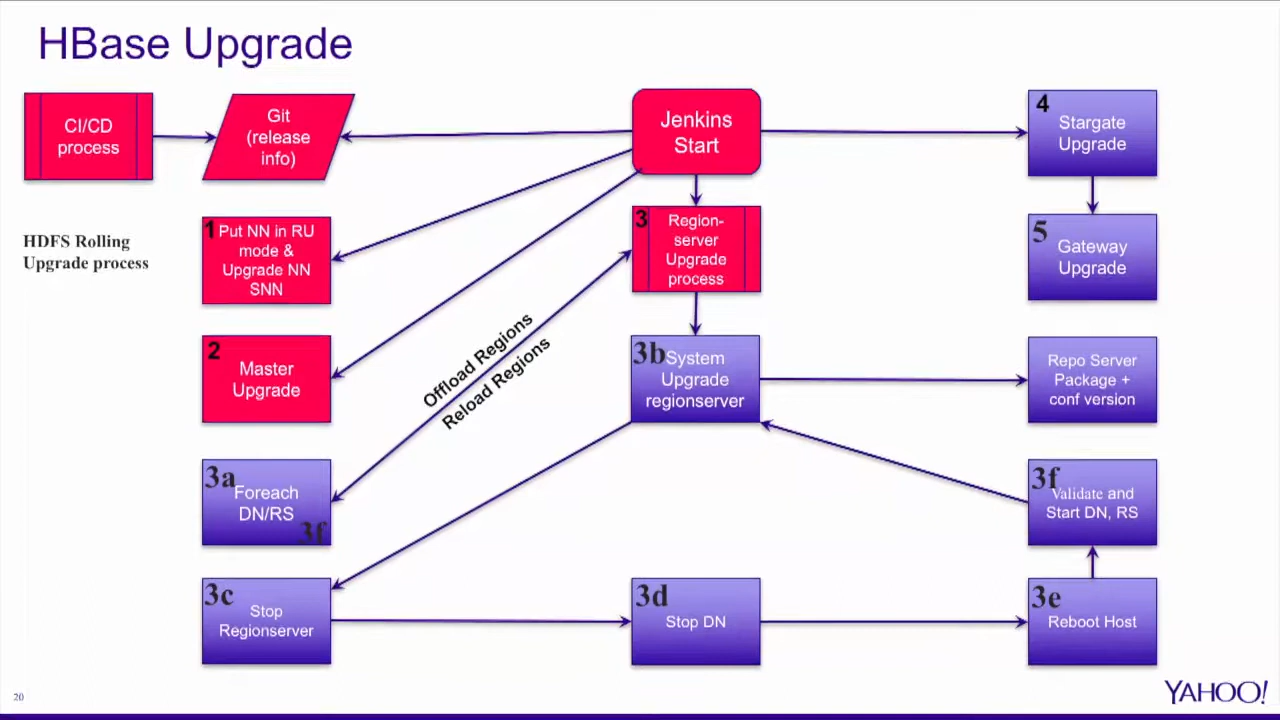 HBase Upgrade
CI/CD
process
Git
(release
info)
Jenkins
Start
4
Stargate
Upgrade
HDFS Rolling
Upgrade process
1
Put NN in RU
mode &
Upgrade NN
SNN
3
Region-
server
Upgrade
process
5
Gateway
Upgrade
2
Master
Upgrade
Offload Regions
Reload Regions
3b
System
Upgrade
regionserver
Repo Server
Package +
conf version
3a
Foreach
DN/RS
3f
3f
Validate and
Start DN, RS
3c
Stop
Regionserver
3d
Stop DN
3e
Reboot Host
20
YAHOO!